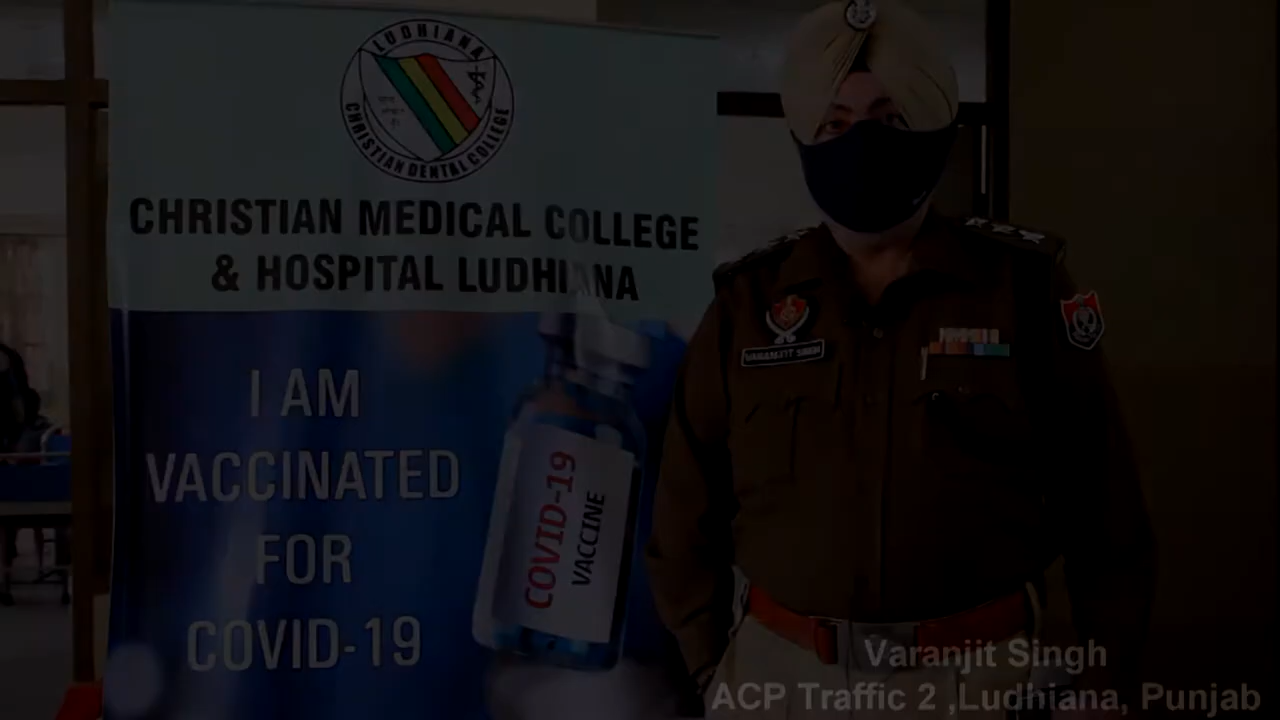 LUDHIANA
CHRISTIAN DENTAL COLLEGE
CHRISTIAN MEDICAL COLLEGE
& HOSPITAL LUDHIANA
I AM
VACCINATED
FOR
COVID-19
COVID-19
VACCINE
VARANJIT SINGH
Varanjit Singh
ACP Traffic 2 ,Ludhiana, Punjab